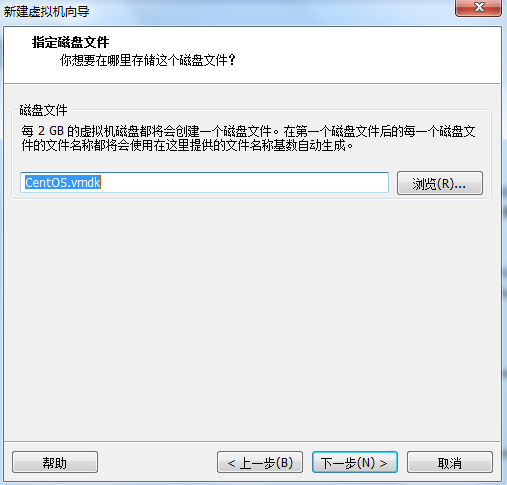 新建虚拟机向导
指定磁盘文件
你想要在哪里存储这个磁盘文件？
磁盘文件
每 2 GB 的虚拟机磁盘都将会创建一个磁盘文件。在第一个磁盘文件后的每一个磁盘文
件的文件名称都将会使用在这里提供的文件名称基数自动生成。
CentOS.vmdk
浏览(R)...
帮助
< 上一步(B)
下一步(N) >
取消